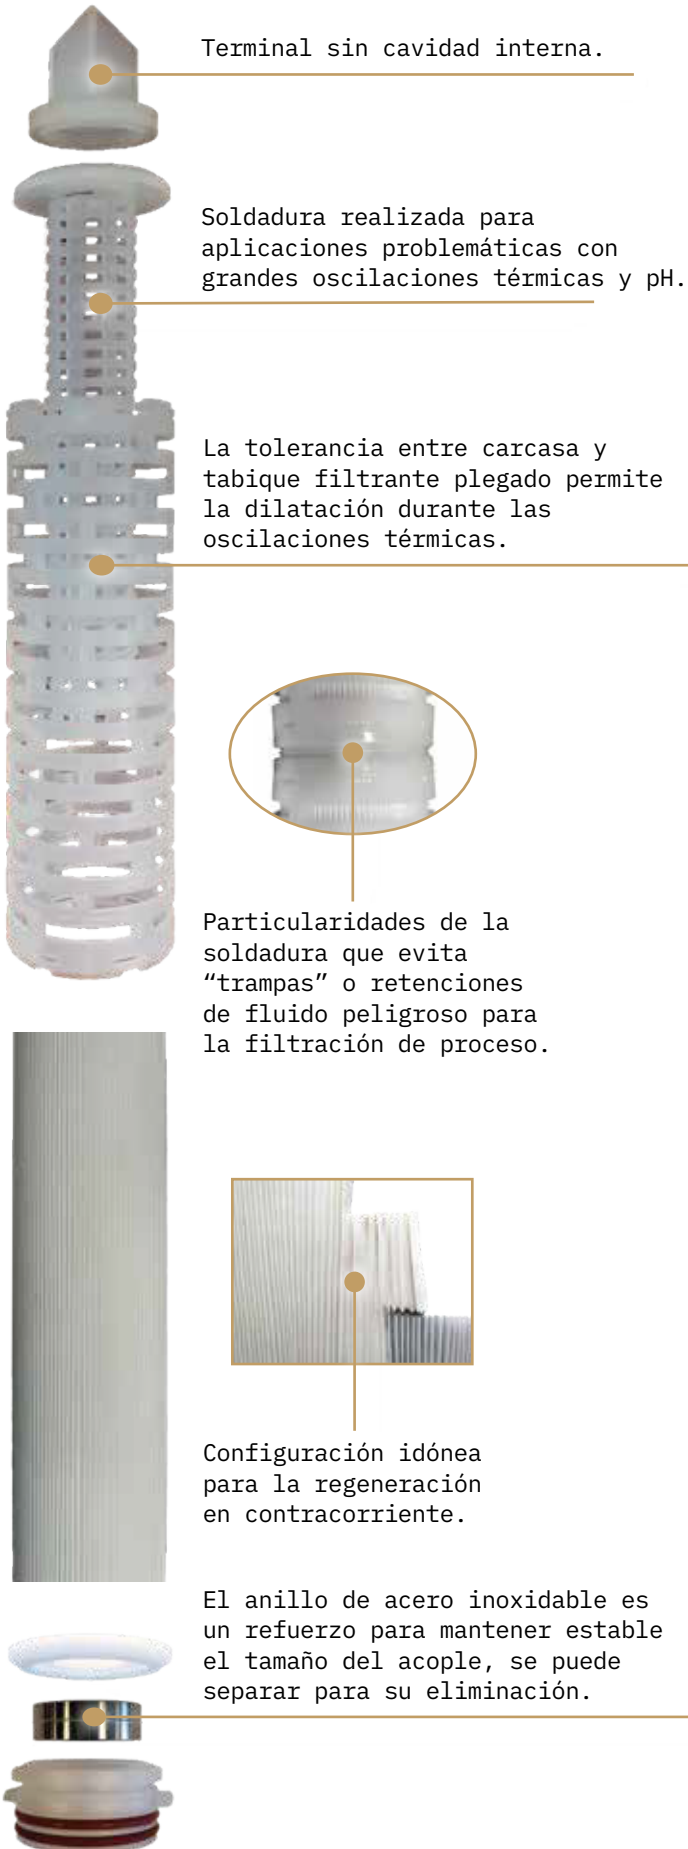 Terminal sin cavidad interna.
Soldadura realizada para
aplicaciones problemáticas con
grandes oscilaciones térmicas y pH.
La tolerancia entre carcasa y
tabique filtrante plegado permite
la dilatación durante las
oscilaciones térmicas.
Particularidades de la
soldadura que evita
“trampas” o retenciones
de fluido peligroso para
la filtración de proceso.
Configuración idónea
para la regeneración
en contracorriente.
El anillo de acero inoxidable es
un refuerzo para mantener estable
el tamaño del acople, se puede
separar para su eliminación.